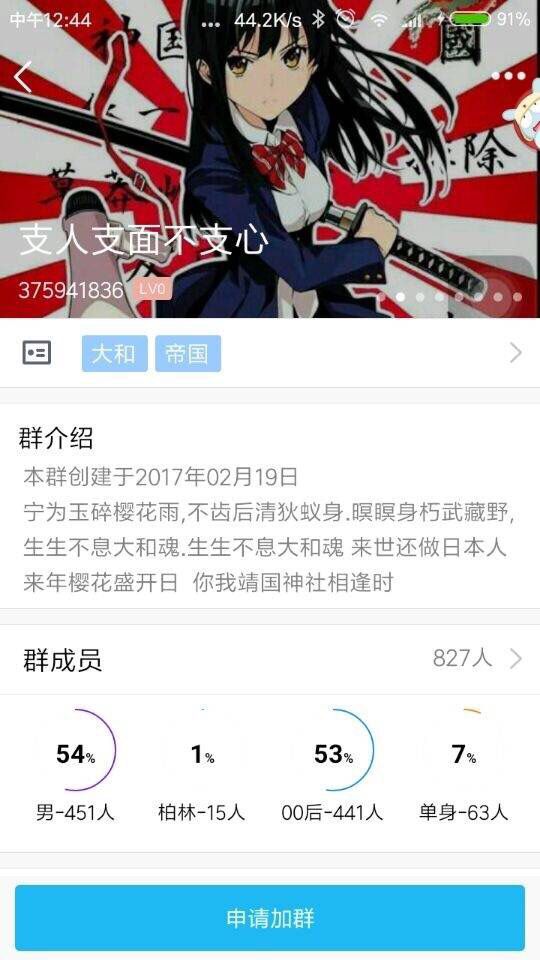 中午12:44 ... 44.2K/s 91%
神国 國
除
草莽
支人支面不支心
375941836 LV0
大和 帝国
群介绍
本群创建于2017年02月19日
宁为玉碎樱花雨,不齿后清狄蚁身.暝暝身朽武藏野,
生生不息大和魂.生生不息大和魂 来世还做日本人
来年樱花盛开日 你我靖国神社相逢时
群成员 827人
54% 1% 53% 7%
男-451人 柏林-15人 00后-441人 单身-63人
申请加群